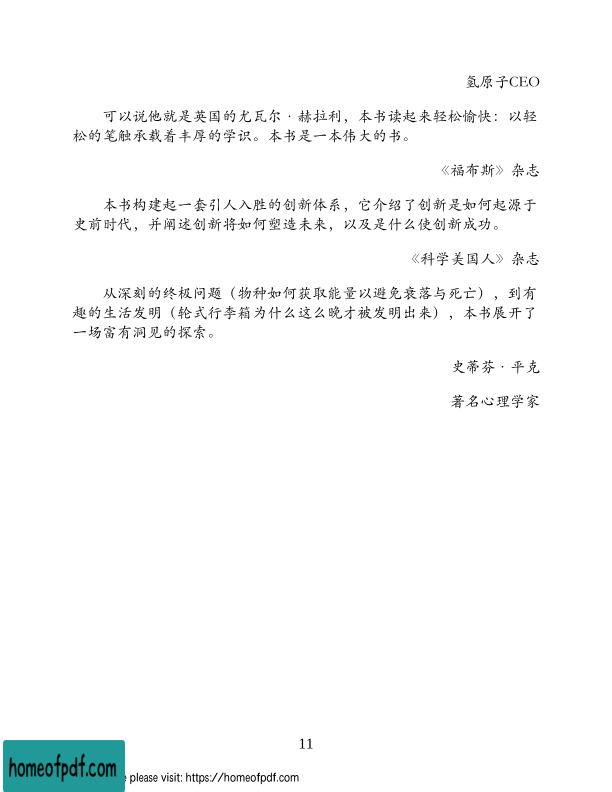 氢原子CEO
可以说他就是英国的尤瓦尔·赫拉利，本书读起来轻松愉快：以轻
松的笔触承载着丰厚的学识。本书是一本伟大的书。
《福布斯》杂志
本书构建起一套引人入胜的创新体系，它介绍了创新是如何起源于
史前时代，并阐述创新将如何塑造未来，以及是什么使创新成功。
《科学美国人》杂志
从深刻的终极问题（物种如何获取能量以避免衰落与死亡），到有
趣的生活发明（轮式行李箱为什么这么晚才被发明出来），本书展开了
一场富有洞见的探索。
史蒂芬·平克
著名心理学家
11
homeofpdf.com
please visit: https://homeofpdf.com